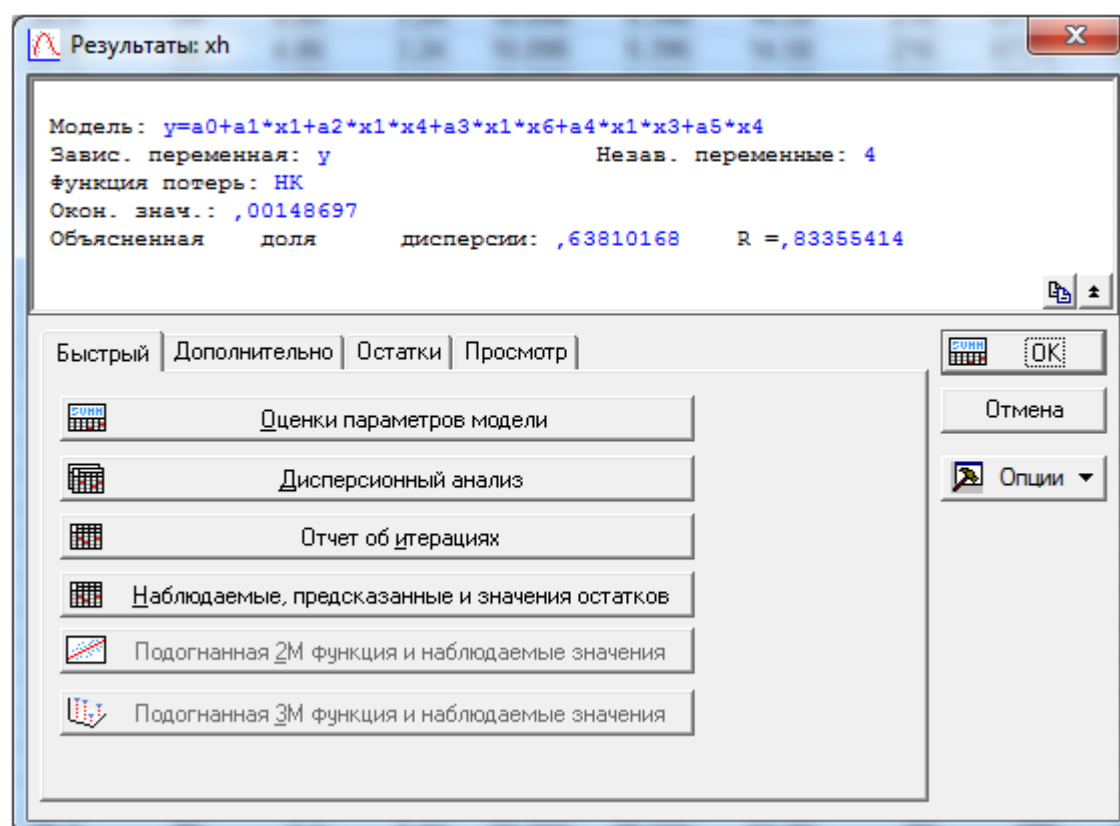 Результаты: xh
Модель: y=a0+a1*x1+a2*x1*x4+a3*x1*x6+a4*x1*x3+a5*x4
Завис. переменная: y Незав. переменные: 4
Функция потерь: НК
Окон. знач.: ,00148697
Объясненная доля дисперсии: ,63810168 R =,83355414
Быстрый Дополнительно Остатки Просмотр
SUMM OK
SUMM Оценки параметров модели
Отмена
Дисперсионный анализ
Опции
Отчет об итерациях
Наблюдаемые, предсказанные и значения остатков
Подогнанная 2М функция и наблюдаемые значения
Подогнанная 3М функция и наблюдаемые значения